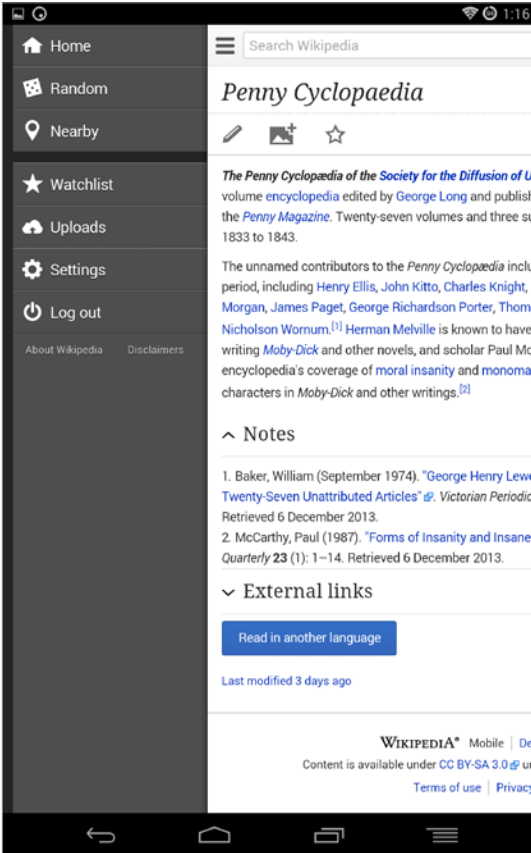 1:16
Home
Random
Nearby
Watchlist
Uploads
Settings
Log out
About Wikipedia Disclaimers
Search Wikipedia
Penny Cyclopaedia
The Penny Cyclopædia of the Society for the Diffusion of U
volume encyclopedia edited by George Long and publish
the Penny Magazine. Twenty-seven volumes and three su
1833 to 1843.
The unnamed contributors to the Penny Cyclopædia inclu
period, including Henry Ellis, John Kitto, Charles Knight,
Morgan, James Paget, George Richardson Porter, Thom
Nicholson Wornum.[1] Herman Melville is known to have
writing Moby-Dick and other novels, and scholar Paul Mc
encyclopedia's coverage of moral insanity and monoma
characters in Moby-Dick and other writings.[2]
Notes
1. Baker, William (September 1974). "George Henry Lewe
Twenty-Seven Unattributed Articles" . Victorian Periodic
Retrieved 6 December 2013.
2. McCarthy, Paul (1987). "Forms of Insanity and Insane
Quarterly 23 (1): 1–14. Retrieved 6 December 2013.
External links
Read in another language
Last modified 3 days ago
WIKIPEDIA® Mobile | De
Content is available under CC BY-SA 3.0 un
Terms of use | Privacy